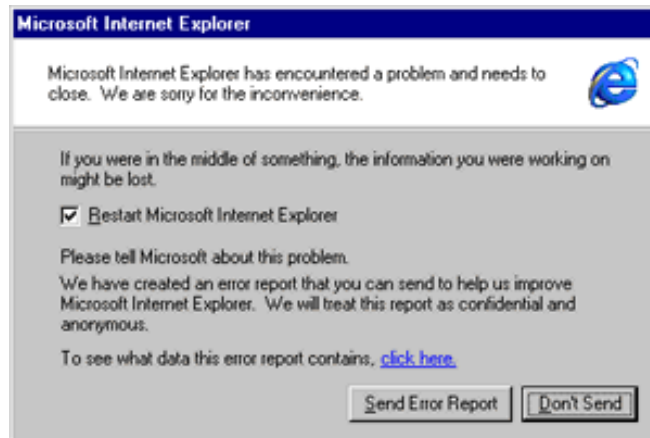 Microsoft Internet Explorer
Microsoft Internet Explorer has encountered a problem and needs to
close. We are sorry for the inconvenience.
If you were in the middle of something, the information you were working on
might be lost.
Restart Microsoft Internet Explorer
Please tell Microsoft about this problem.
We have created an error report that you can send to help us improve
Microsoft Internet Explorer. We will treat this report as confidential and
anonymous.
To see what data this error report contains, click here.
Send Error Report Don't Send